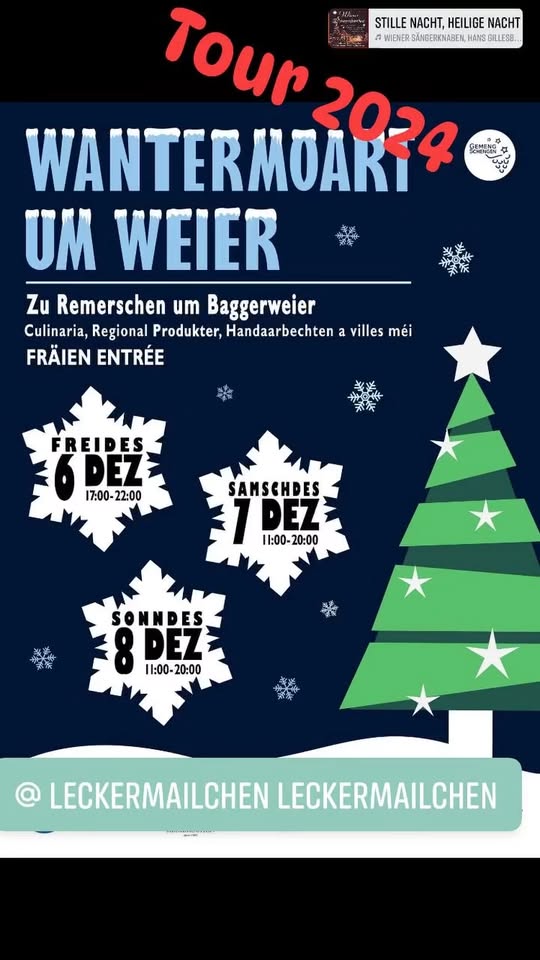 STILLE NACHT, HEILIGE NACHT
WIENER SÄNGERKNABEN, HANS GILLESB...
Tour 2024
WANTERMOART
GEMENG
SCHENGEN
UM WEIER
Zu Remerschen um Baggerweier
Culinaria, Regional Produkter, Handaarbechten a villes méi
FRÄIEN ENTRÉE
FREIDES
6 DEZ
17:00-22:00
SAMSCHDES
7 DEZ
11:00-20:00
SONNDES
8 DEZ
11:00-20:00
@ LECKERMAILCHEN LECKERMAILCHEN